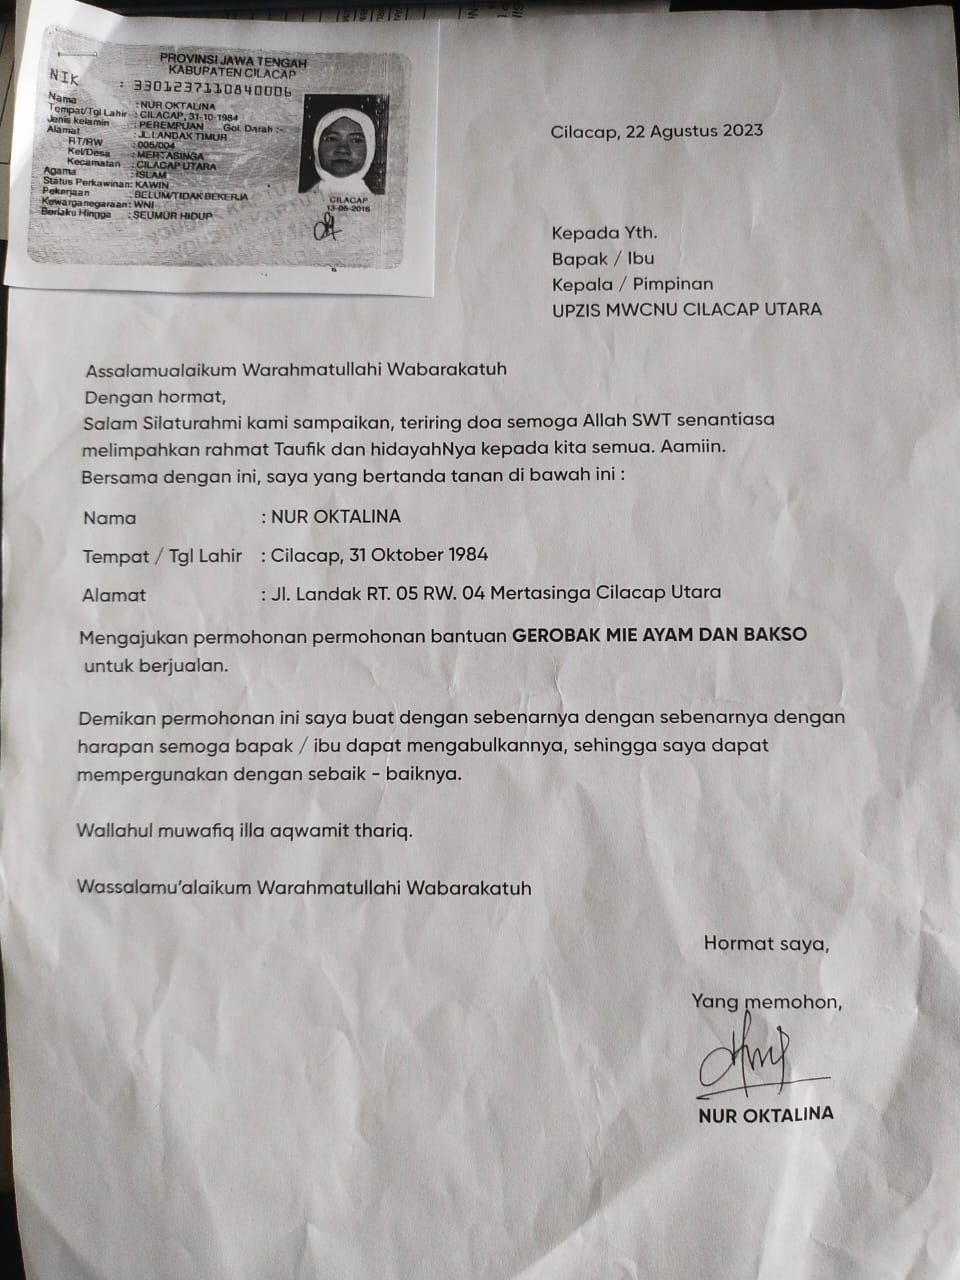 PROVINSI JAWA TENGAH
KABUPATEN CILACAP
NIK : 3301237110840006
Nama : NUR OKTALINA
Tempat/Tgl Lahir : CILACAP, 31-10-1984
Jenis kelamin : PEREMPUAN Gol. Darah : -
Alamat : JL.LANDAK TIMUR
RT/RW : 005/004
Kel/Desa : MERTASINGA
Kecamatan : CILACAP UTARA
Agama : ISLAM
Status Perkawinan: KAWIN
Pekerjaan : BELUM/TIDAK BEKERJA
Kewarganegaraan: WNI
Berlaku Hingga : SEUMUR HIDUP
CILACAP
13-06-2016
Cilacap, 22 Agustus 2023
Kepada Yth.
Bapak / Ibu
Kepala / Pimpinan
UPZIS MWCNU CILACAP UTARA
Assalamualaikum Warahmatullahi Wabarakatuh
Dengan hormat,
Salam Silaturahmi kami sampaikan, teriring doa semoga Allah SWT senantiasa
melimpahkan rahmat Taufik dan hidayahNya kepada kita semua. Aamiin.
Bersama dengan ini, saya yang bertanda tanan di bawah ini :
Nama : NUR OKTALINA
Tempat / Tgl Lahir : Cilacap, 31 Oktober 1984
Alamat : Jl. Landak RT. 05 RW. 04 Mertasinga Cilacap Utara
Mengajukan permohonan permohonan bantuan GEROBAK MIE AYAM DAN BAKSO
untuk berjualan.
Demikan permohonan ini saya buat dengan sebenarnya dengan sebenarnya dengan
harapan semoga bapak / ibu dapat mengabulkannya, sehingga saya dapat
mempergunakan dengan sebaik - baiknya.
Wallahul muwafiq illa aqwamit thariq.
Wassalamu'alaikum Warahmatullahi Wabarakatuh
Hormat saya,
Yang memohon,
NUR OKTALINA